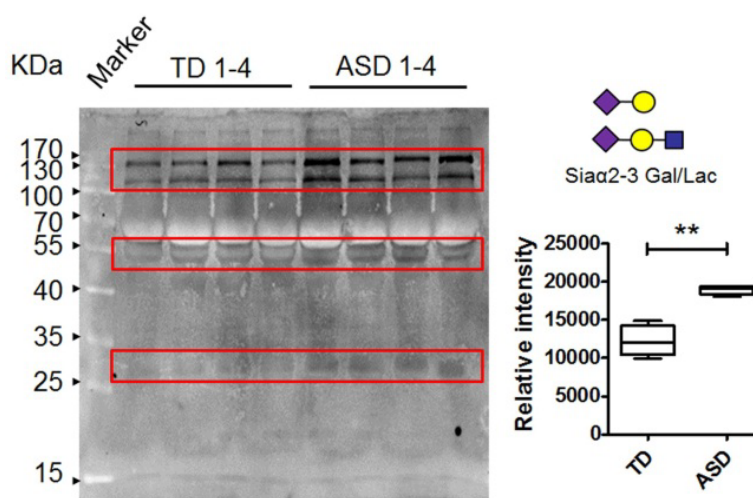 KDa
Marker
TD 1-4
ASD 1-4
170
130
100
70
55
40
35
25
15
Siaα2-3 Gal/Lac
**
Relative intensity
25000
20000
15000
10000
5000
0
TD
ASD